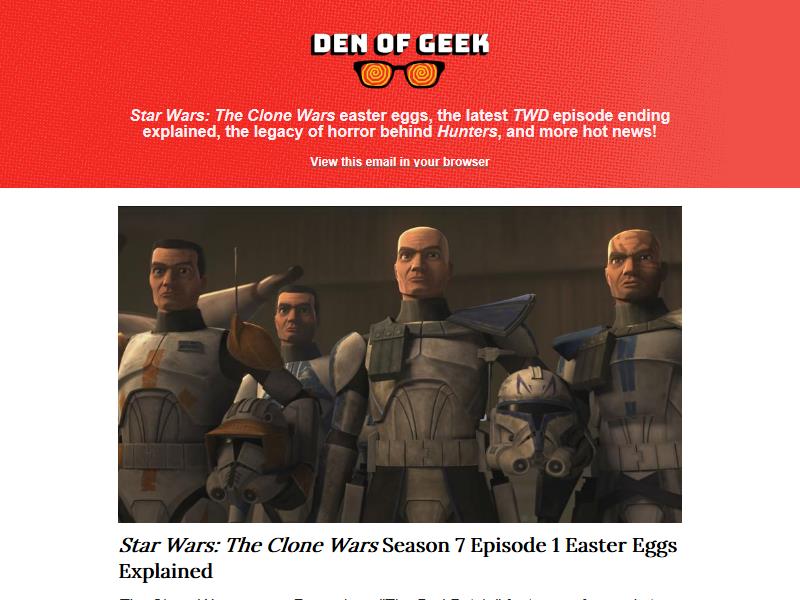 DEN OF GEEK
Star Wars: The Clone Wars easter eggs, the latest TWD episode ending
explained, the legacy of horror behind Hunters, and more hot news!
View this email in your browser
Star Wars: The Clone Wars Season 7 Episode 1 Easter Eggs
Explained